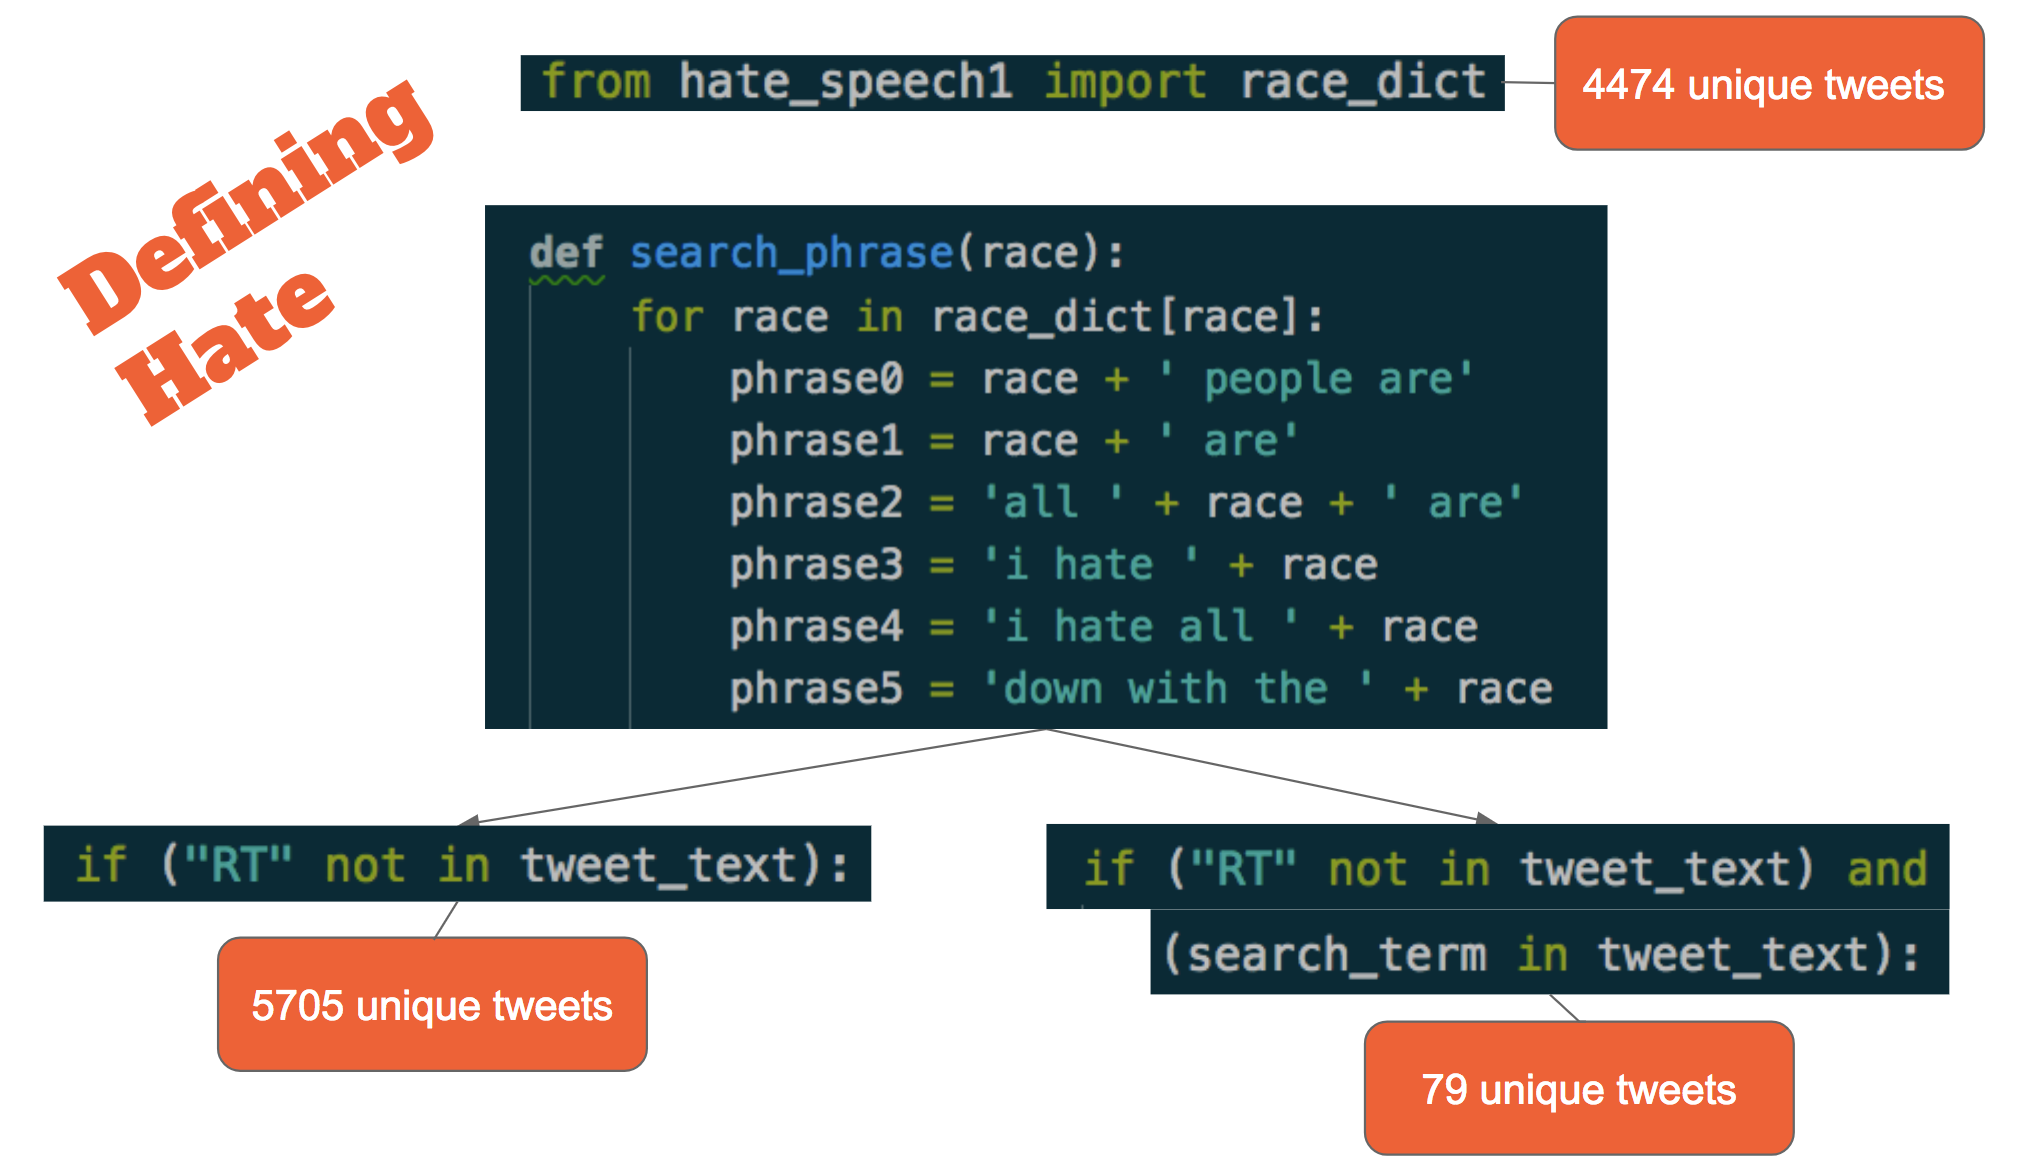 Defining
Hate
from hate_speech1 import race_dict
4474 unique tweets
def search_phrase(race):
for race in race_dict[race]:
phrase0 = race + ' people are'
phrase1 = race + ' are'
phrase2 = 'all ' + race + ' are'
phrase3 = 'i hate ' + race
phrase4 = 'i hate all ' + race
phrase5 = 'down with the ' + race
if ("RT" not in tweet_text):
5705 unique tweets
if ("RT" not in tweet_text) and
(search_term in tweet_text):
79 unique tweets